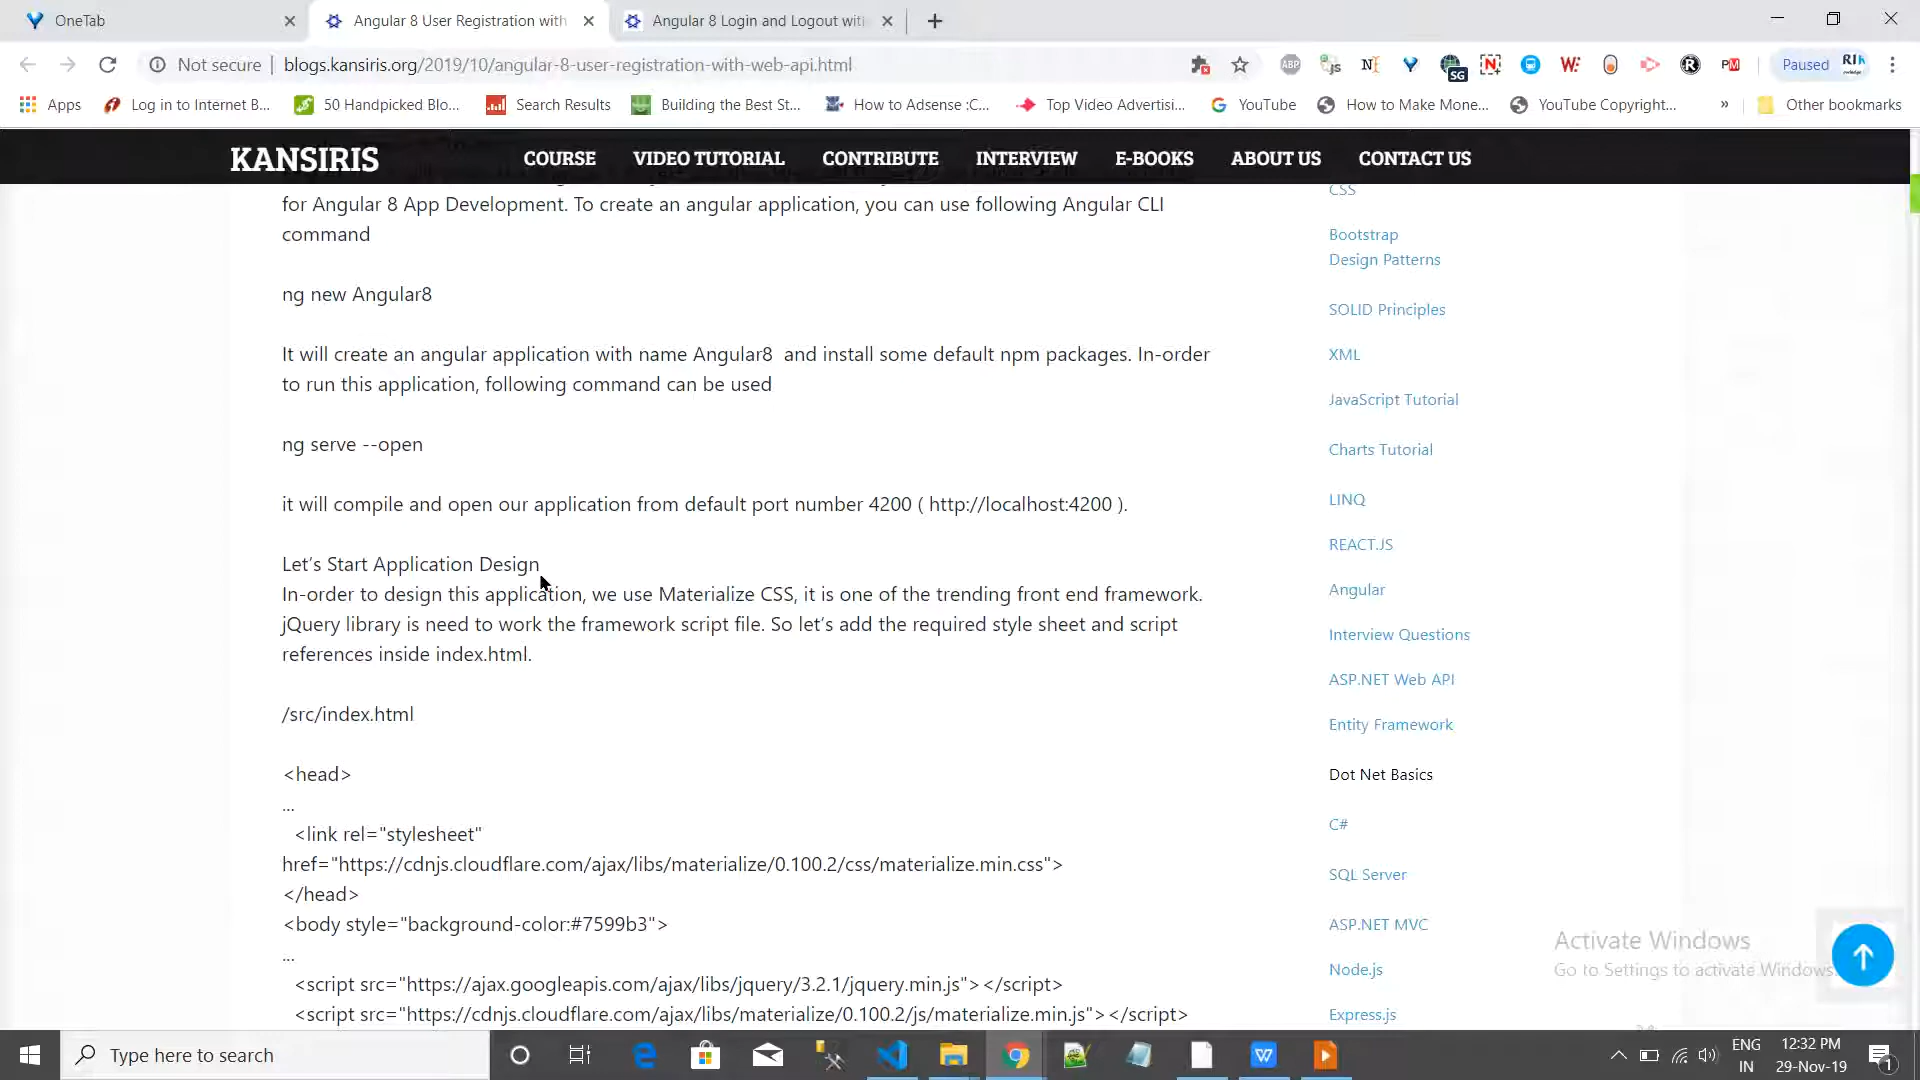 OneTab
Angular 8 User Registration with
Angular 8 Login and Logout wit
Not secure | blogs.kansiris.org/2019/10/angular-8-user-registration-with-web-api.html
ABP
js
SG
PM
Paused
Apps
Log in to Internet B...
50 Handpicked Blo...
Search Results
Building the Best St...
How to Adsense :C...
Top Video Advertisi...
YouTube
How to Make Mone...
YouTube Copyright...
»
Other bookmarks
KANSIRIS
COURSE
VIDEO TUTORIAL
CONTRIBUTE
INTERVIEW
E-BOOKS
ABOUT US
CONTACT US
for Angular 8 App Development. To create an angular application, you can use following Angular CLI
command
ng new Angular8
It will create an angular application with name Angular8  and install some default npm packages. In-order
to run this application, following command can be used
ng serve --open
it will compile and open our application from default port number 4200 ( http://localhost:4200 ).
Let’s Start Application Design
In-order to design this application, we use Materialize CSS, it is one of the trending front end framework.
jQuery library is need to work the framework script file. So let’s add the required style sheet and script
references inside index.html.
/src/index.html
<head>
...
<link rel="stylesheet"
href="https://cdnjs.cloudflare.com/ajax/libs/materialize/0.100.2/css/materialize.min.css">
</head>
<body style="background-color:#7599b3">
...
<script src="https://ajax.googleapis.com/ajax/libs/jquery/3.2.1/jquery.min.js"></script>
<script src="https://cdnjs.cloudflare.com/ajax/libs/materialize/0.100.2/js/materialize.min.js"></script>
CSS
Bootstrap
Design Patterns
SOLID Principles
XML
JavaScript Tutorial
Charts Tutorial
LINQ
REACT.JS
Angular
Interview Questions
ASP.NET Web API
Entity Framework
Dot Net Basics
C#
SQL Server
ASP.NET MVC
Node.js
Express.js
Activate Windows
Go to Settings to activate Windows
Type here to search
ENG
IN
12:32 PM
29-Nov-19
1